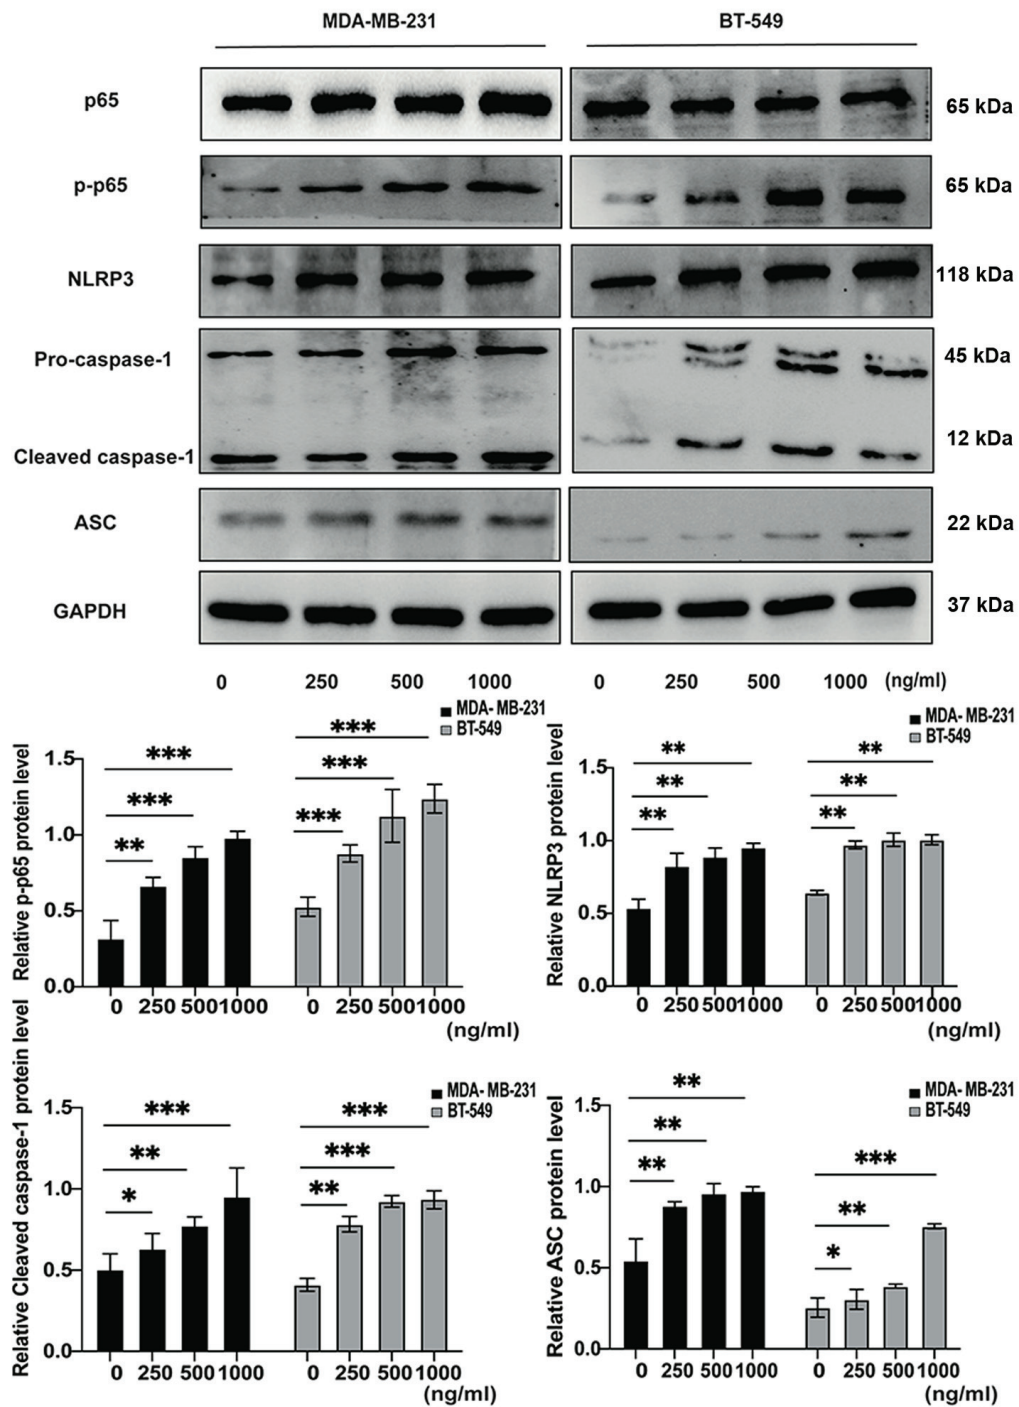 MDA-MB-231 BT-549
p65 65 kDa
p-p65 65 kDa
NLRP3 118 kDa
Pro-caspase-1 45 kDa
Cleaved caspase-1 12 kDa
ASC 22 kDa
GAPDH 37 kDa
0 250 500 1000 0 250 500 1000 (ng/ml)
Relative p-p65 protein level
MDA- MB-231
BT-549
*** ***
*** ***
** ***
1.5
1.0
0.5
0.0
0 250 500 1000 0 250 500 1000
(ng/ml)
Relative NLRP3 protein level
MDA- MB-231
BT-549
** **
** **
** **
1.5
1.0
0.5
0.0
0 250 500 1000 0 250 500 1000
(ng/ml)
Relative Cleaved caspase-1 protein level
MDA- MB-231
BT-549
*** ***
** ***
* **
1.5
1.0
0.5
0.0
0 250 500 1000 0 250 500 1000
(ng/ml)
Relative ASC protein level
MDA- MB-231
BT-549
** ***
** **
** *
1.5
1.0
0.5
0.0
0 250 500 1000 0 250 500 1000
(ng/ml)